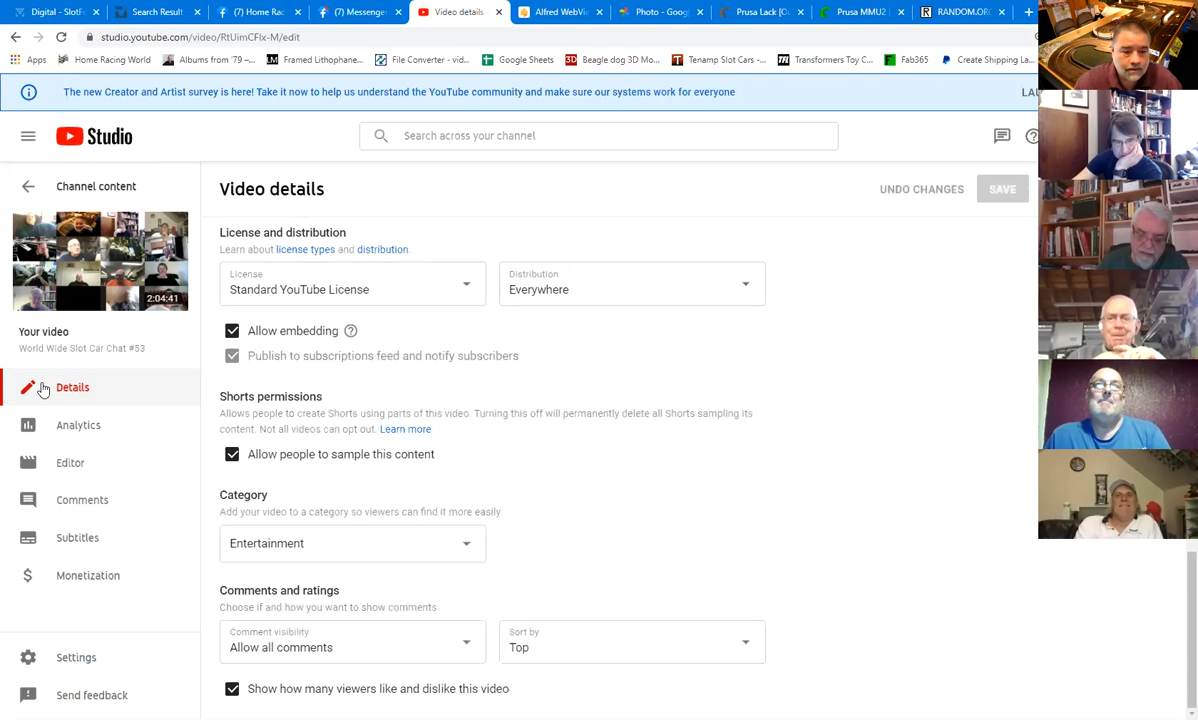 Digital - SlotF
Search Result
(7) Home Rac
(7) Messenge
Video details
Alfred WebVi
Photo - Goog
Prusa Lack [O
Prusa MMU2
RANDOM.OR
studio.youtube.com/video/RtUimCFIx-M/edit
Apps
Home Racing World
Albums from '79 –...
Framed Lithophane...
File Converter - vid...
Google Sheets
Beagle dog 3D Mo...
Tenamp Slot Cars -...
Transformers Toy C...
Fab365
Create Shipping La...
The new Creator and Artist survey is here! Take it now to help us understand the YouTube community and make sure our systems work for everyone
LAU
Studio
Search across your channel
Channel content
Video details
UNDO CHANGES
SAVE
License and distribution
Learn about license types and distribution.
License
Standard YouTube License
Distribution
Everywhere
2:04:41
Your video
World Wide Slot Car Chat #53
Allow embedding
Publish to subscriptions feed and notify subscribers
Details
Analytics
Editor
Comments
Subtitles
Monetization
Settings
Send feedback
Shorts permissions
Allows people to create Shorts using parts of this video. Turning this off will permanently delete all Shorts sampling its
content. Not all videos can opt out. Learn more
Allow people to sample this content
Category
Add your video to a category so viewers can find it more easily
Entertainment
Comments and ratings
Choose if and how you want to show comments
Comment visibility
Allow all comments
Sort by
Top
Show how many viewers like and dislike this video